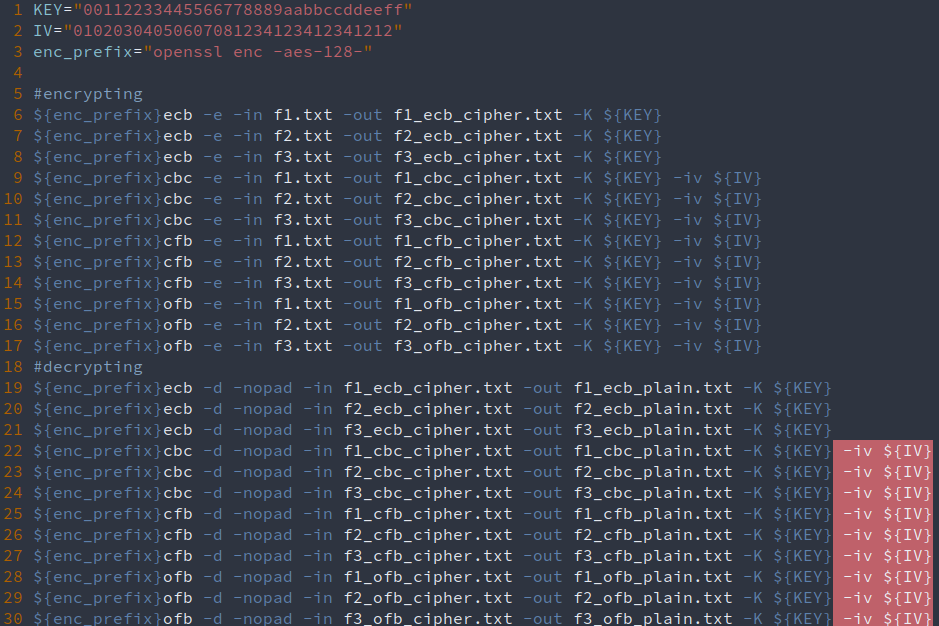 1 KEY="00112233445566778889aabbccddeeff"
2 IV="01020304050607081234123412341212"
3 enc_prefix="openssl enc -aes-128-"
4
5 #encrypting
6 ${enc_prefix}ecb -e -in f1.txt -out f1_ecb_cipher.txt -K ${KEY}
7 ${enc_prefix}ecb -e -in f2.txt -out f2_ecb_cipher.txt -K ${KEY}
8 ${enc_prefix}ecb -e -in f3.txt -out f3_ecb_cipher.txt -K ${KEY}
9 ${enc_prefix}cbc -e -in f1.txt -out f1_cbc_cipher.txt -K ${KEY} -iv ${IV}
10 ${enc_prefix}cbc -e -in f2.txt -out f2_cbc_cipher.txt -K ${KEY} -iv ${IV}
11 ${enc_prefix}cbc -e -in f3.txt -out f3_cbc_cipher.txt -K ${KEY} -iv ${IV}
12 ${enc_prefix}cfb -e -in f1.txt -out f1_cfb_cipher.txt -K ${KEY} -iv ${IV}
13 ${enc_prefix}cfb -e -in f2.txt -out f2_cfb_cipher.txt -K ${KEY} -iv ${IV}
14 ${enc_prefix}cfb -e -in f3.txt -out f3_cfb_cipher.txt -K ${KEY} -iv ${IV}
15 ${enc_prefix}ofb -e -in f1.txt -out f1_ofb_cipher.txt -K ${KEY} -iv ${IV}
16 ${enc_prefix}ofb -e -in f2.txt -out f2_ofb_cipher.txt -K ${KEY} -iv ${IV}
17 ${enc_prefix}ofb -e -in f3.txt -out f3_ofb_cipher.txt -K ${KEY} -iv ${IV}
18 #decrypting
19 ${enc_prefix}ecb -d -nopad -in f1_ecb_cipher.txt -out f1_ecb_plain.txt -K ${KEY}
20 ${enc_prefix}ecb -d -nopad -in f2_ecb_cipher.txt -out f2_ecb_plain.txt -K ${KEY}
21 ${enc_prefix}ecb -d -nopad -in f3_ecb_cipher.txt -out f3_ecb_plain.txt -K ${KEY}
22 ${enc_prefix}cbc -d -nopad -in f1_cbc_cipher.txt -out f1_cbc_plain.txt -K ${KEY} -iv ${IV}
23 ${enc_prefix}cbc -d -nopad -in f2_cbc_cipher.txt -out f2_cbc_plain.txt -K ${KEY} -iv ${IV}
24 ${enc_prefix}cbc -d -nopad -in f3_cbc_cipher.txt -out f3_cbc_plain.txt -K ${KEY} -iv ${IV}
25 ${enc_prefix}cfb -d -nopad -in f1_cfb_cipher.txt -out f1_cfb_plain.txt -K ${KEY} -iv ${IV}
26 ${enc_prefix}cfb -d -nopad -in f2_cfb_cipher.txt -out f2_cfb_plain.txt -K ${KEY} -iv ${IV}
27 ${enc_prefix}cfb -d -nopad -in f3_cfb_cipher.txt -out f3_cfb_plain.txt -K ${KEY} -iv ${IV}
28 ${enc_prefix}ofb -d -nopad -in f1_ofb_cipher.txt -out f1_ofb_plain.txt -K ${KEY} -iv ${IV}
29 ${enc_prefix}ofb -d -nopad -in f2_ofb_cipher.txt -out f2_ofb_plain.txt -K ${KEY} -iv ${IV}
30 ${enc_prefix}ofb -d -nopad -in f3_ofb_cipher.txt -out f3_ofb_plain.txt -K ${KEY} -iv ${IV}